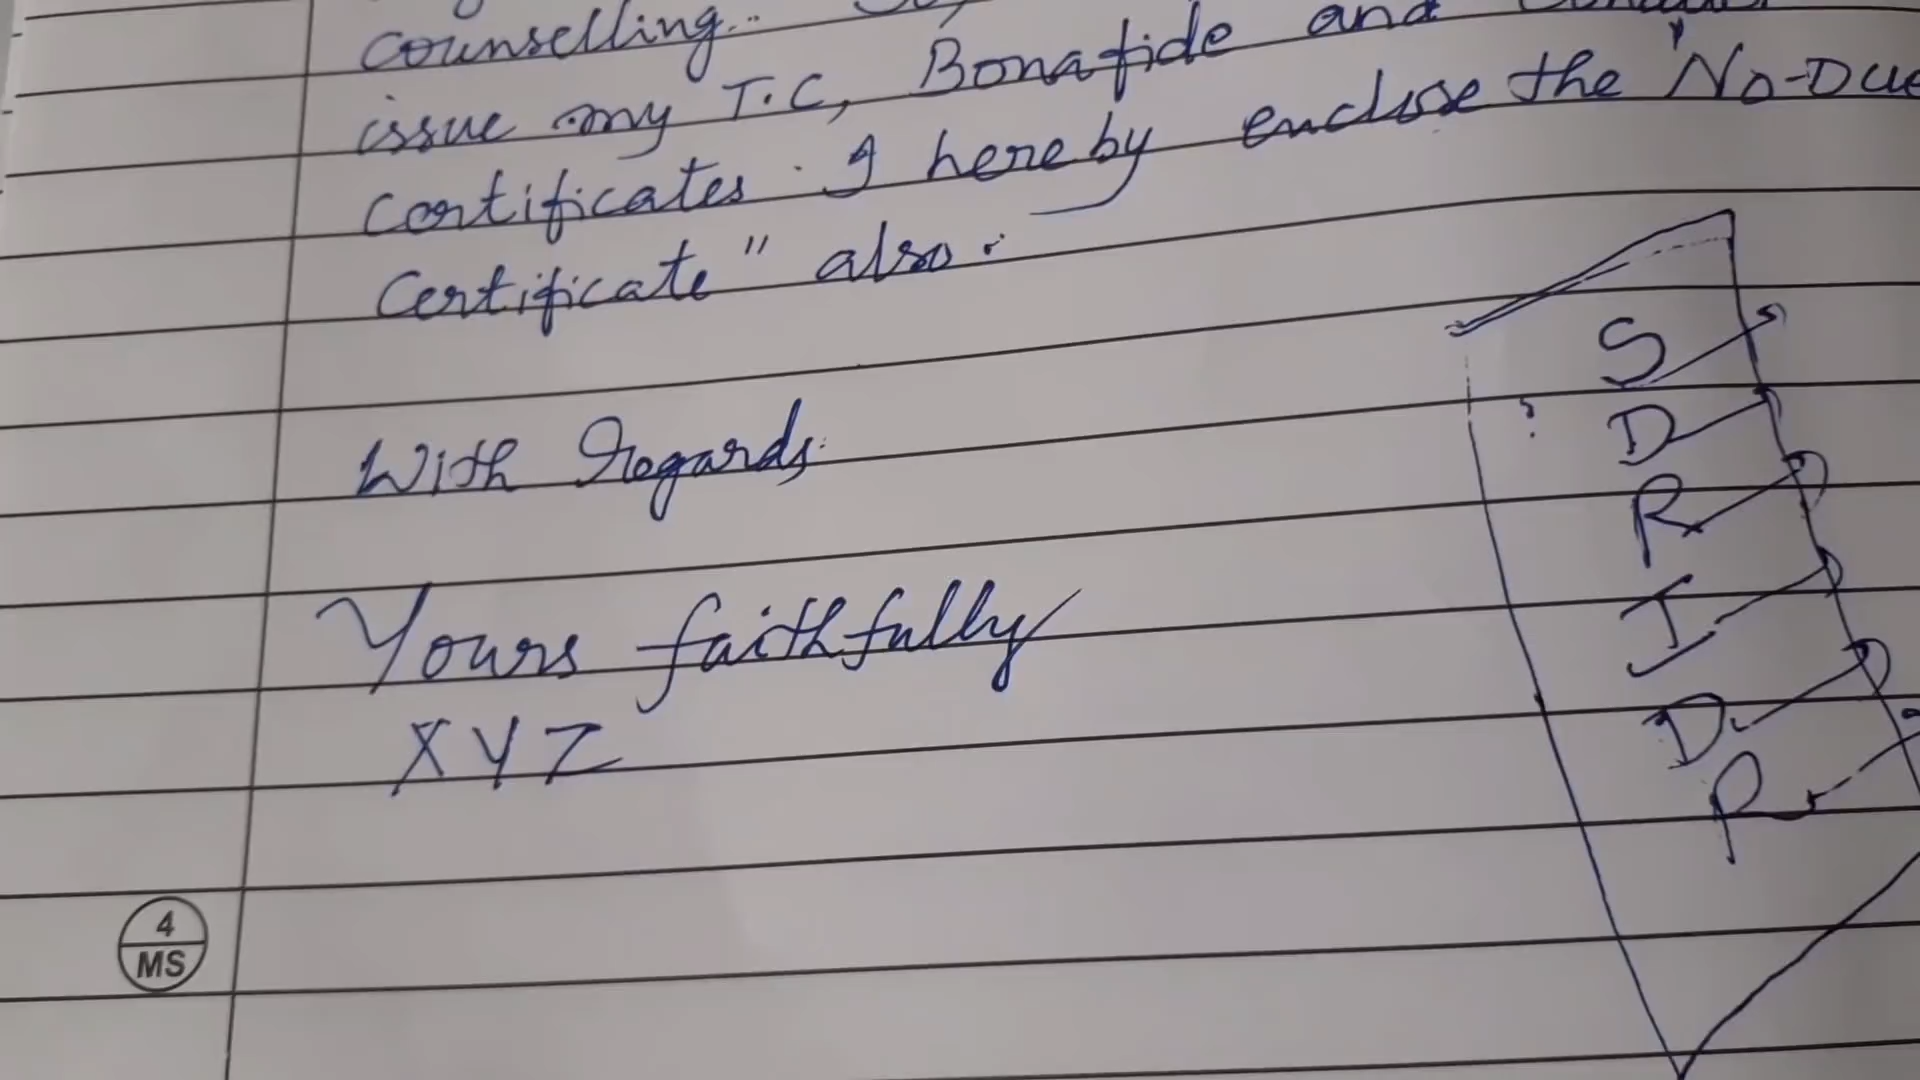 counselling..
issue my T.C, Bonafide and
certificates. I hereby enclose the "No-Due
Certificate" also.
With Regards
Yours faithfully
XYZ
S
D
R
I
D
P
4
MS